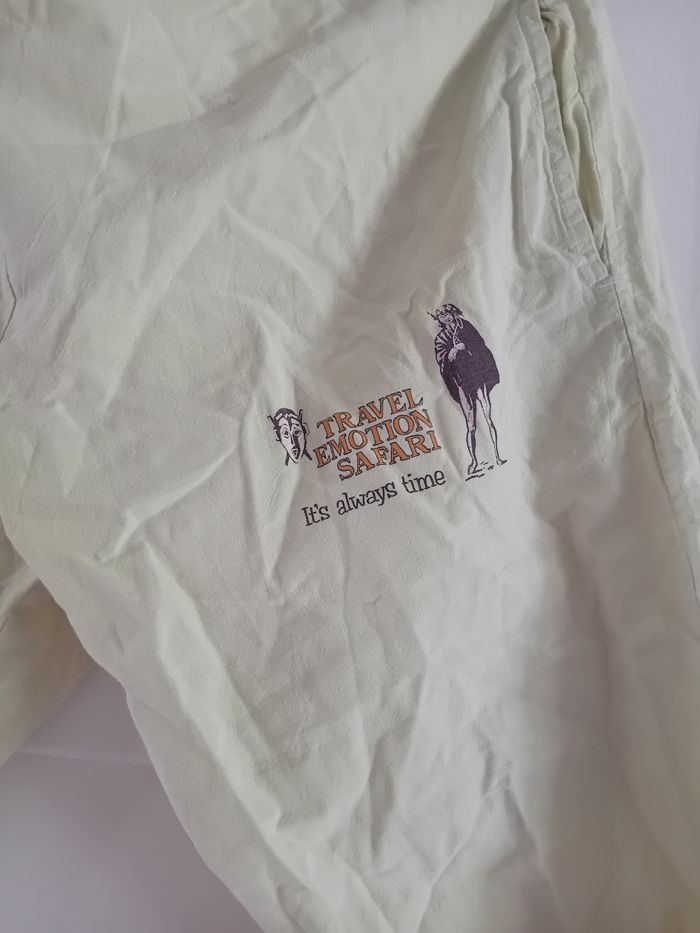 TRAVEL
EMOTION
SAFARI
It's always time